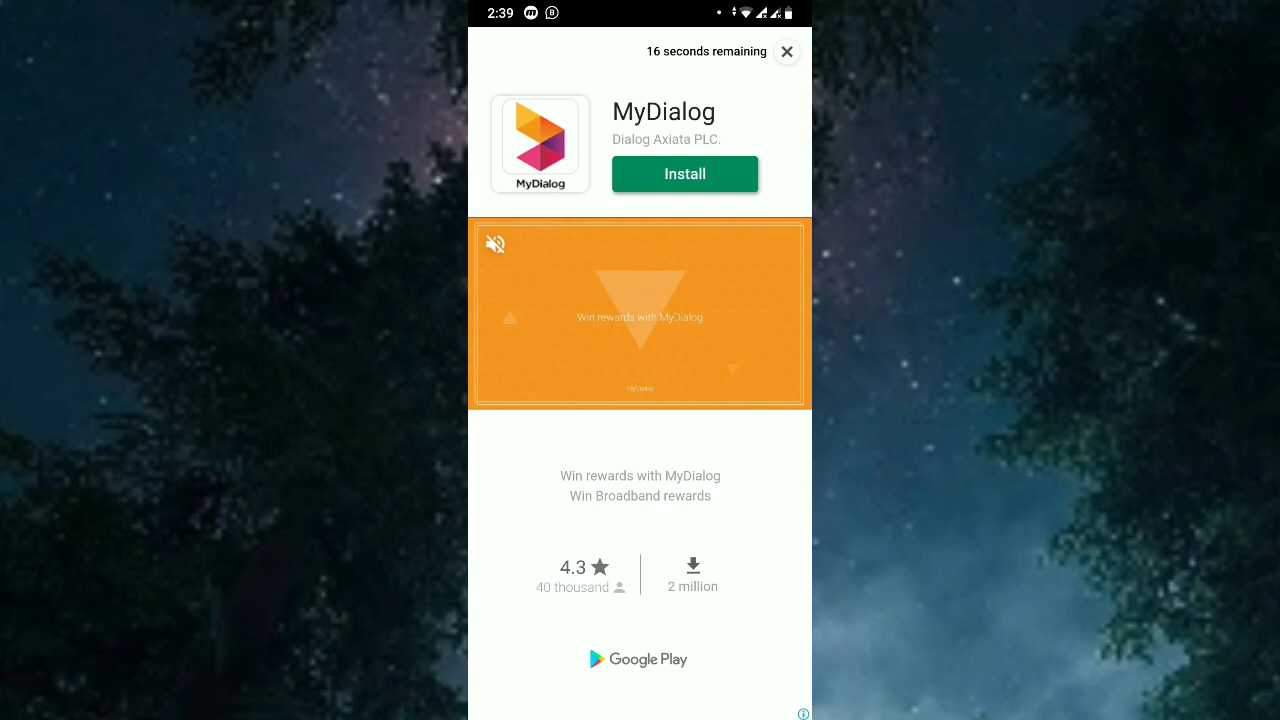 2:39
16 seconds remaining
MyDialog
MyDialog
Dialog Axiata PLC.
Install
Win rewards with MyDialog
MyDialog
Win rewards with MyDialog
Win Broadband rewards
4.3
40 thousand
2 million
Google Play